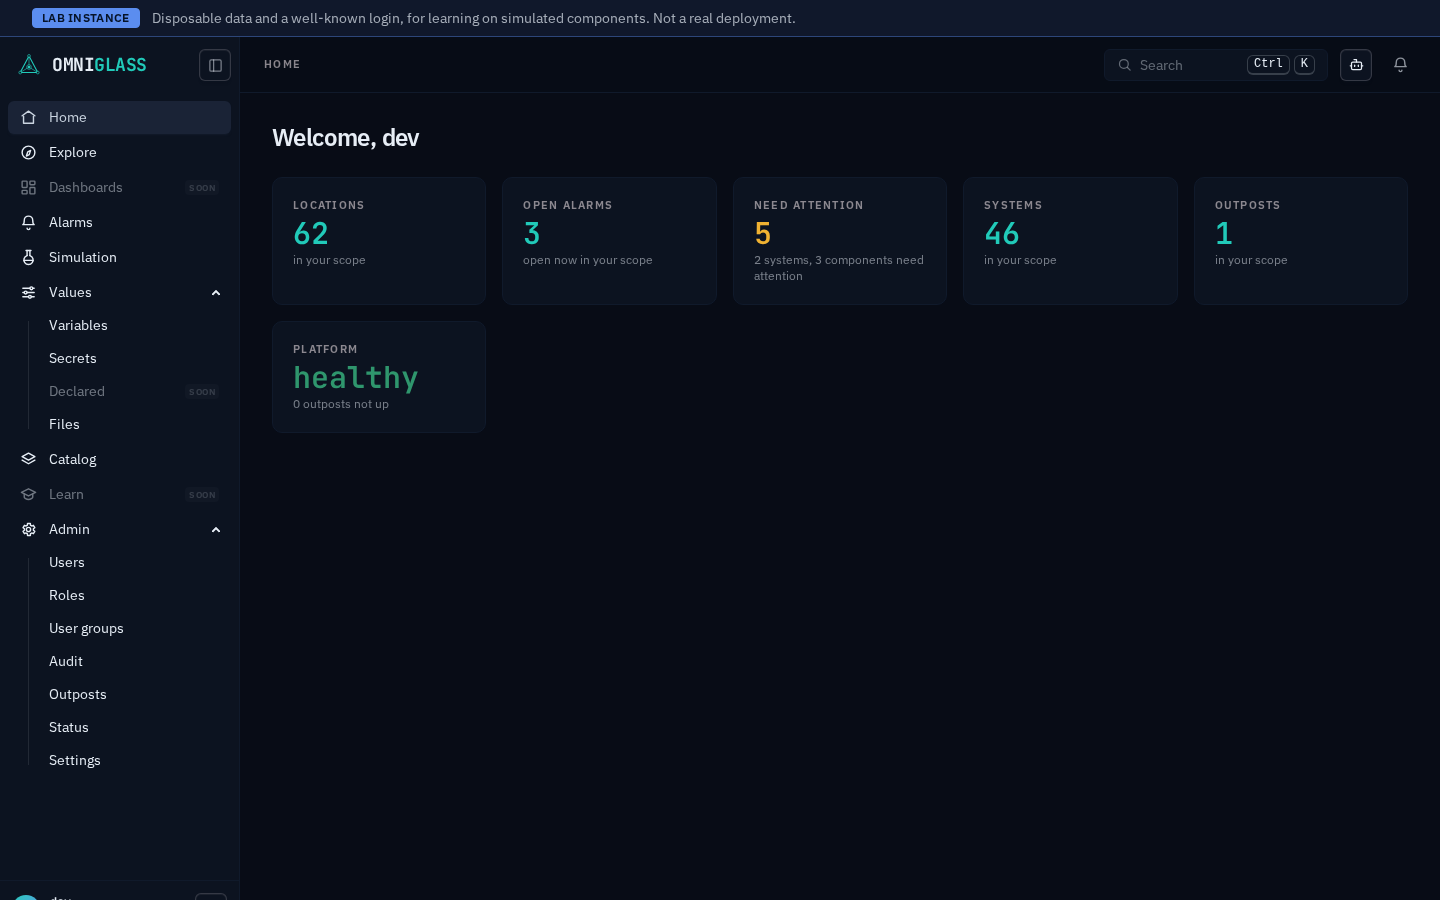 LAB INSTANCE Disposable data and a well-known login, for learning on simulated components. Not a real deployment.
OMNIGLASS
HOME
Search Ctrl K
Home
Explore
Dashboards SOON
Alarms
Simulation
Values
Variables
Secrets
Declared SOON
Files
Catalog
Learn SOON
Admin
Users
Roles
User groups
Audit
Outposts
Status
Settings
Welcome, dev
LOCATIONS
62
in your scope
OPEN ALARMS
3
open now in your scope
NEED ATTENTION
5
2 systems, 3 components need
attention
SYSTEMS
46
in your scope
OUTPOSTS
1
in your scope
PLATFORM
healthy
0 outposts not up